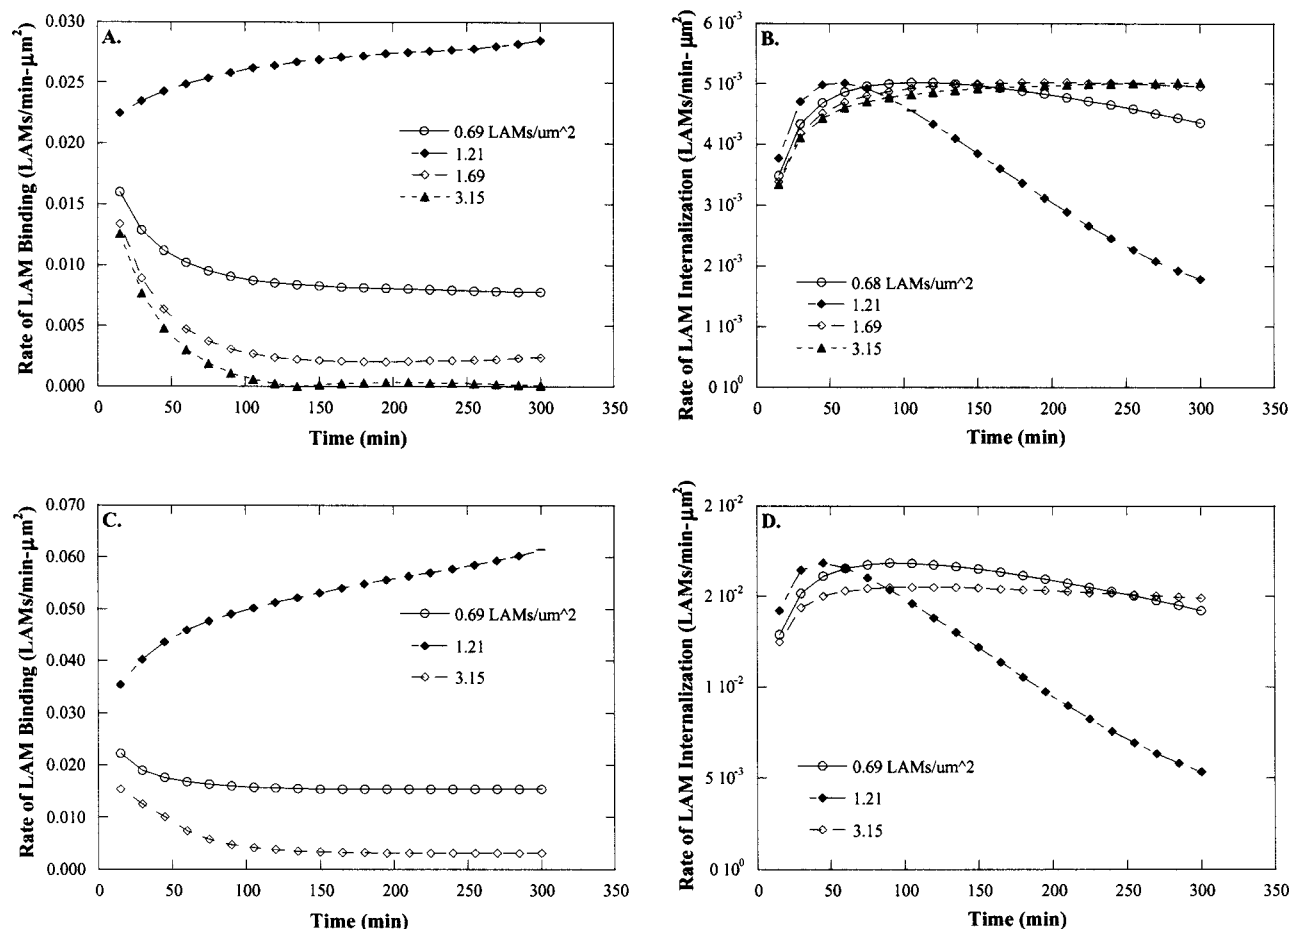 A.
Rate of LAM Binding (LAMs/min-μm²)
0.030
0.025
0.020
0.015
0.010
0.005
0.000
0.69 LAMs/um^2
1.21
1.69
3.15
0 50 100 150 200 250 300 350
Time (min)
B.
Rate of LAM Internalization (LAMs/min- μm²)
6 10⁻³
5 10⁻³
4 10⁻³
3 10⁻³
2 10⁻³
1 10⁻³
0 10⁰
0.68 LAMs/um^2
1.21
1.69
3.15
0 50 100 150 200 250 300 350
Time (min)
C.
Rate of LAM Binding (LAMs/min-μm²)
0.070
0.060
0.050
0.040
0.030
0.020
0.010
0.000
0.69 LAMs/um^2
1.21
3.15
0 50 100 150 200 250 300 350
Time (min)
D.
Rate of LAM Internalization (LAMs/min-μm²)
2 10⁻²
2 10⁻²
1 10⁻²
5 10⁻³
0 10⁰
0.69 LAMs/um^2
1.21
3.15
0 50 100 150 200 250 300 350
Time (min)